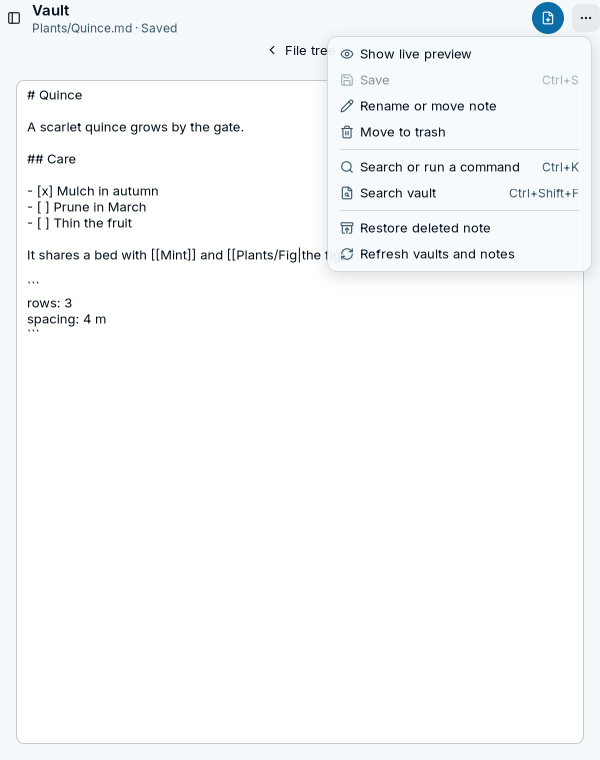 Vault
Plants/Quince.md · Saved
File tree
Show live preview
Save Ctrl+S
Rename or move note
Move to trash
Search or run a command Ctrl+K
Search vault Ctrl+Shift+F
Restore deleted note
Refresh vaults and notes
# Quince
A scarlet quince grows by the gate.
## Care
- [x] Mulch in autumn
- [ ] Prune in March
- [ ] Thin the fruit
It shares a bed with [[Mint]] and [[Plants/Fig|the
```
rows: 3
spacing: 4 m
```